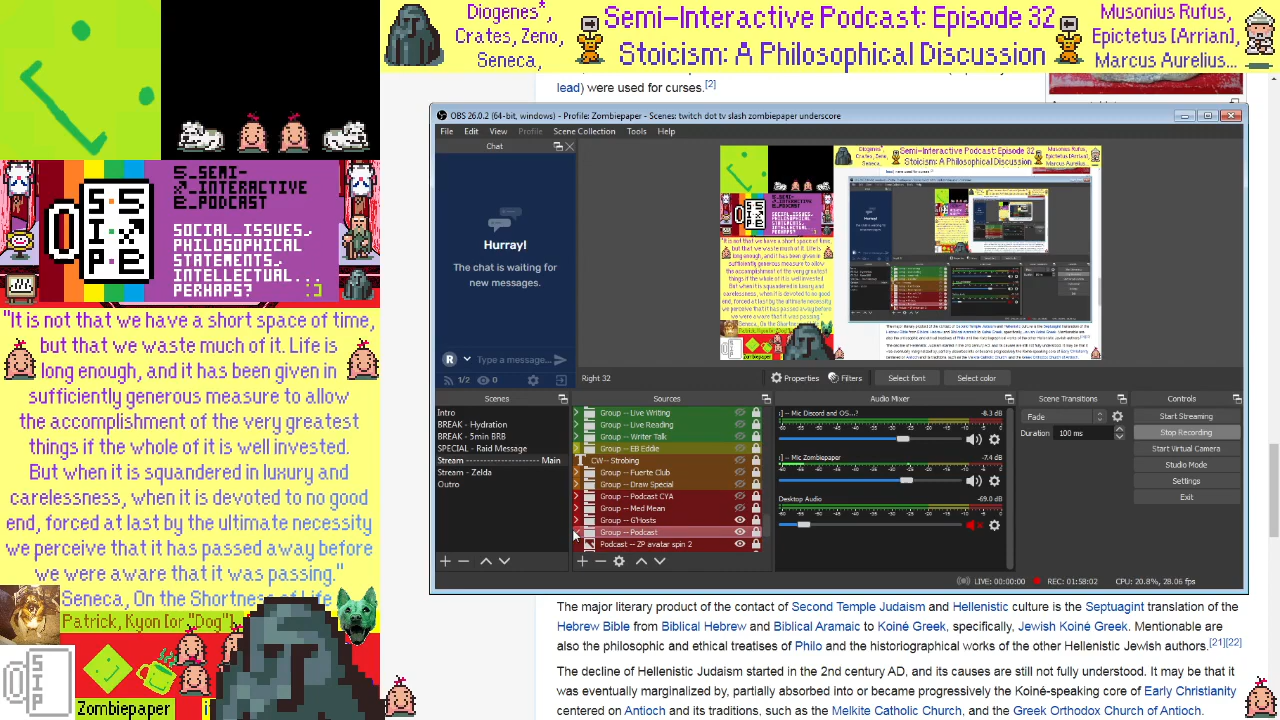 Diogenes*,
Crates, Zeno,
Seneca,
Semi-Interactive Podcast: Episode 32
Stoicism: A Philosophical Discussion
Musonius Rufus,
Epictetus [Arrian],
Marcus Aurelius...
lead) were used for curses.[2]
OBS 26.0.2 (64-bit, windows) - Profile: Zombiepaper - Scenes: twitch dot tv slash zombiepaper underscore
File Edit View Profile Scene Collection Tools Help
Chat
Hurray!
The chat is waiting for
new messages.
R Type a message...
1/2 0
Right 32
Properties Filters Select font Select color
Scenes
Intro
BREAK - Hydration
BREAK - 5min BRB
SPECIAL - Raid Message
Stream ---------------------- Main
Stream - Zelda
Outro
Sources
Group -- Live Writing
Group -- Live Reading
Group -- Writer Talk
Group -- EB Eddie
CW-- Strobing
Group -- Fuerte Club
Group -- Draw Special
Group -- Podcast CYA
Group -- Med Mean
Group -- G'Hosts
Group -- Podcast
Podcast -- ZP avatar spin 2
Audio Mixer
Mic Discord and OS...? -8.3 dB
Mic Zombiepaper -7.4 dB
Desktop Audio -69.0 dB
Scene Transitions
Fade
Duration 100 ms
Controls
Start Streaming
Stop Recording
Start Virtual Camera
Studio Mode
Settings
Exit
LIVE: 00:00:00 REC: 01:58:02 CPU: 20.8%, 28.06 fps
SEMI-
INTERACTIVE
PODCAST
SOCIAL ISSUES,
PHILOSOPHICAL
STATEMENTS,
INTELLECTUAL...
PERHAPS? :j
"It is not that we have a short space of time,
but that we waste much of it. Life is
long enough, and it has been given in
sufficiently generous measure to allow
the accomplishment of the very greatest
things if the whole of it is well invested.
But when it is squandered in luxury and
carelessness, when it is devoted to no good
end, forced at last by the ultimate necessity
we perceive that it has passed away before
we were aware that it was passing."
Seneca, On the Shortness of Life
Patrick, Kyon [or "Dog"]
Zombiepaper
The major literary product of the contact of Second Temple Judaism and Hellenistic culture is the Septuagint translation of the
Hebrew Bible from Biblical Hebrew and Biblical Aramaic to Koiné Greek, specifically, Jewish Koiné Greek. Mentionable are
also the philosophic and ethical treatises of Philo and the historiographical works of the other Hellenistic Jewish authors.[21][22]
The decline of Hellenistic Judaism started in the 2nd century AD, and its causes are still not fully understood. It may be that it
was eventually marginalized by, partially absorbed into or became progressively the Koiné-speaking core of Early Christianity
centered on Antioch and its traditions, such as the Melkite Catholic Church, and the Greek Orthodox Church of Antioch.